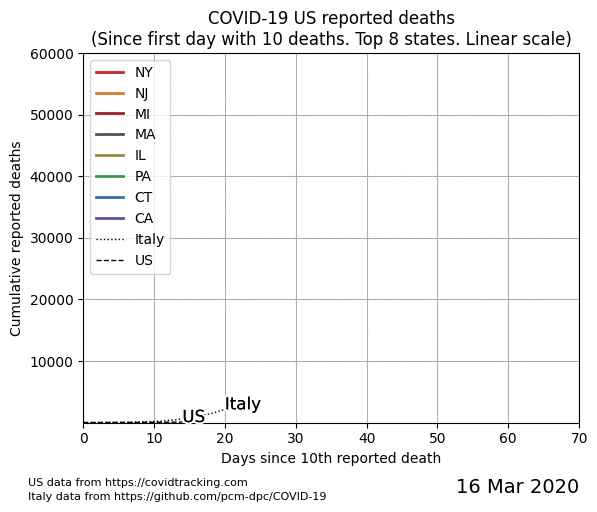 COVID-19 US reported deaths
(Since first day with 10 deaths. Top 8 states. Linear scale)
60000
50000
40000
30000
20000
10000
Cumulative reported deaths
NY
NJ
MI
MA
IL
PA
CT
CA
Italy
US
US
Italy
0
10
20
30
40
50
60
70
Days since 10th reported death
US data from https://covidtracking.com
Italy data from https://github.com/pcm-dpc/COVID-19
16 Mar 2020